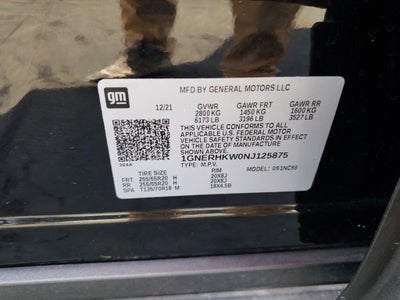 gm
MFD BY GENERAL MOTORS LLC
12/21 GVWR GAWR FRT GAWR RR
2800 KG 1450 KG 1600 KG
6173 LB 3196 LB 3527 LB
THIS VEHICLE CONFORMS TO ALL
APPLICABLE U.S. FEDERAL MOTOR
VEHICLE SAFETY STANDARDS IN
EFFECT ON THE DATE OF MANUFACTURE
SHOWN ABOVE.
1GNERHKW0NJ125875
TYPE: M.P.V. MODEL:
TIRE SIZE RIM
FRT 255/55R20 H 20X8J
RR 255/55R20 H 20X8J
SPA T135/70R18 M 18X4.5B